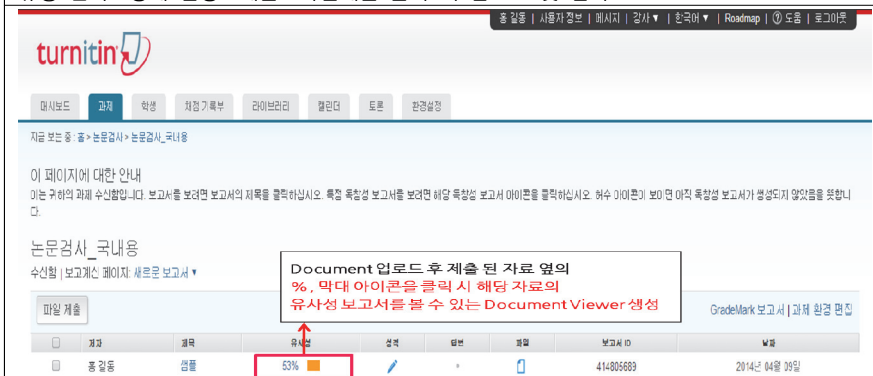 홍 길동 | 사용자 정보 | 메시지 | 강사 ▼ | 한국어 ▼ | Roadmap | ⑦ 도움 | 로그아웃
turnitin
대시보드 과제 학생 채점 기록부 라이브러리 캘린더 토론 환경설정
지금 보는 중 : 홈 > 논문검사 > 논문검사_국내용
이 페이지에 대한 안내
이는 귀하의 과제 수신함입니다. 보고서를 보려면 보고서의 제목을 클릭하십시오. 특정 독창성 보고서를 보려면 해당 독창성 보고서 아이콘을 클릭하십시오. 허수 아이콘이 보이면 아직 독창성 보고서가 생성되지 않았음을 뜻합니
다.
논문검사_국내용
수신함 | 보고계신 페이지: 새로운 보고서 ▼
Document 업로드 후 제출 된 자료 옆의
%, 막대 아이콘을 클릭 시 해당 자료의
유사성 보고서를 볼 수 있는 Document Viewer 생성
파일 제출
GradeMark 보고서 | 과제 환경 편집
저자 제목 유사성 성적 답변 파일 보고서 ID 날짜
홍 길동 샘플 53% 414805689 2014년 04월 09일